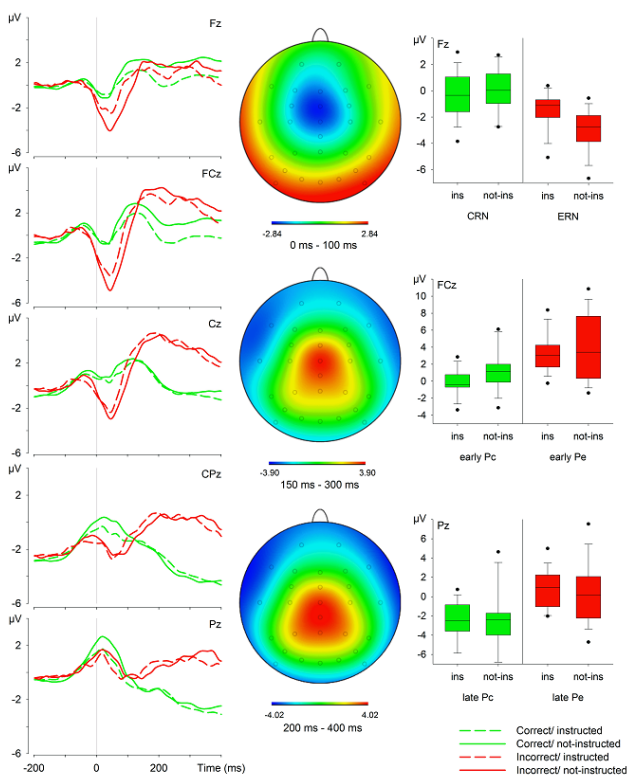 μV
Fz
2
-2
-6
μV
FCz
2
-2
-6
μV
Cz
2
-2
-6
μV
CPz
2
-2
-6
μV
Pz
2
-2
-6
-200
0
200
Time (ms)
-2.84
2.84
0 ms - 100 ms
-3.90
3.90
150 ms - 300 ms
-4.02
4.02
200 ms - 400 ms
μV
Fz
4
2
0
-2
-4
-6
ins
not-ins
ins
not-ins
CRN
ERN
μV
FCz
10
8
6
4
2
0
-2
-4
ins
not-ins
ins
not-ins
early Pc
early Pe
μV
Pz
6
4
2
0
-2
-4
-6
ins
not-ins
ins
not-ins
late Pc
late Pe
Correct/ instructed
Correct/ not-instructed
Incorrect/ instructed
Incorrect/ not-instructed